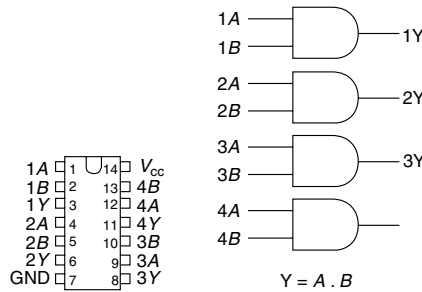 1A 1 14 Vcc
1B 2 13 4B
1Y 3 12 4A
2A 4 11 4Y
2B 5 10 3B
2Y 6 9 3A
GND 7 8 3Y
1A
1B
1Y
2A
2B
2Y
3A
3B
3Y
4A
4B
Y = A . B